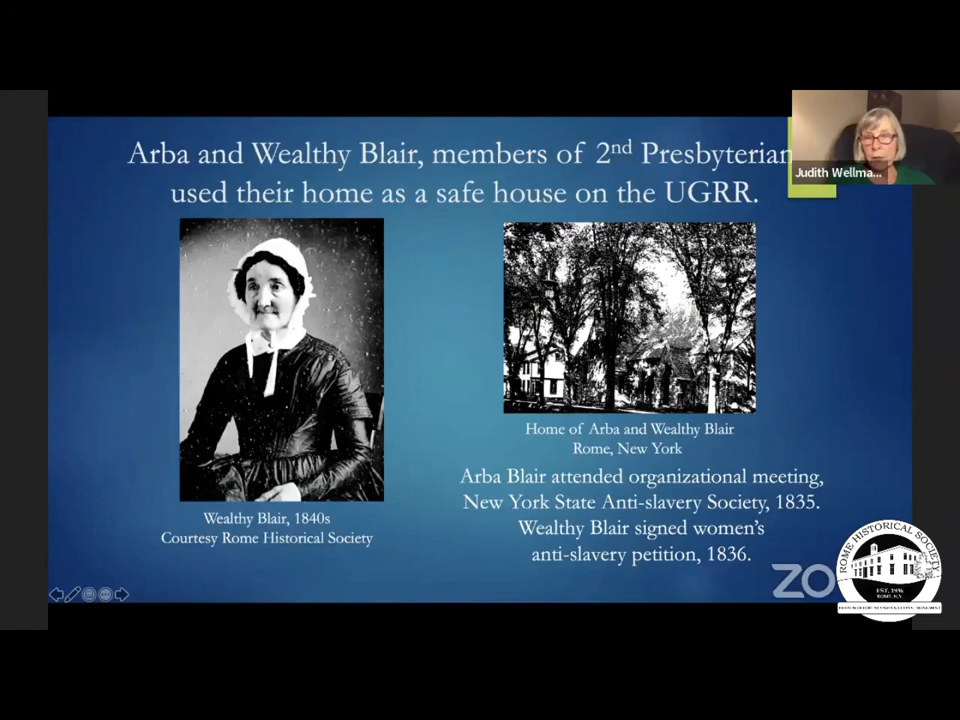 Arba and Wealthy Blair, members of 2nd Presbyterian
used their home as a safe house on the UGRR.
Judith Wellma...
Wealthy Blair, 1840s
Courtesy Rome Historical Society
Home of Arba and Wealthy Blair
Rome, New York
Arba Blair attended organizational meeting,
New York State Anti-slavery Society, 1835.
Wealthy Blair signed women's
anti-slavery petition, 1836.
ROME HISTORICAL SOCIETY
EST. 1936
ROME, N.Y.